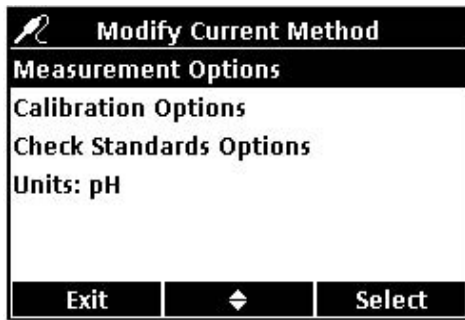 Modify Current Method
Measurement Options
Calibration Options
Check Standards Options
Units: pH
Exit
Select